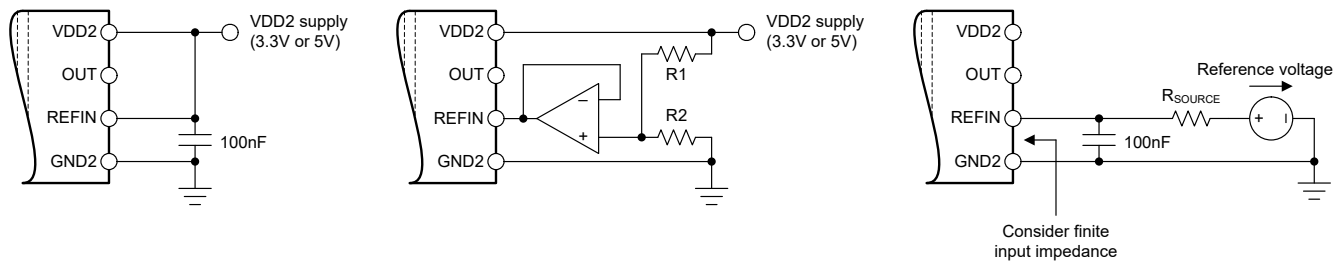 VDD2
OUT
REFIN
GND2
VDD2 supply
(3.3V or 5V)
100nF
VDD2
OUT
REFIN
GND2
−
+
R1
R2
VDD2 supply
(3.3V or 5V)
VDD2
OUT
REFIN
GND2
100nF
RSOURCE
Reference voltage
+
−
Consider finite
input impedance